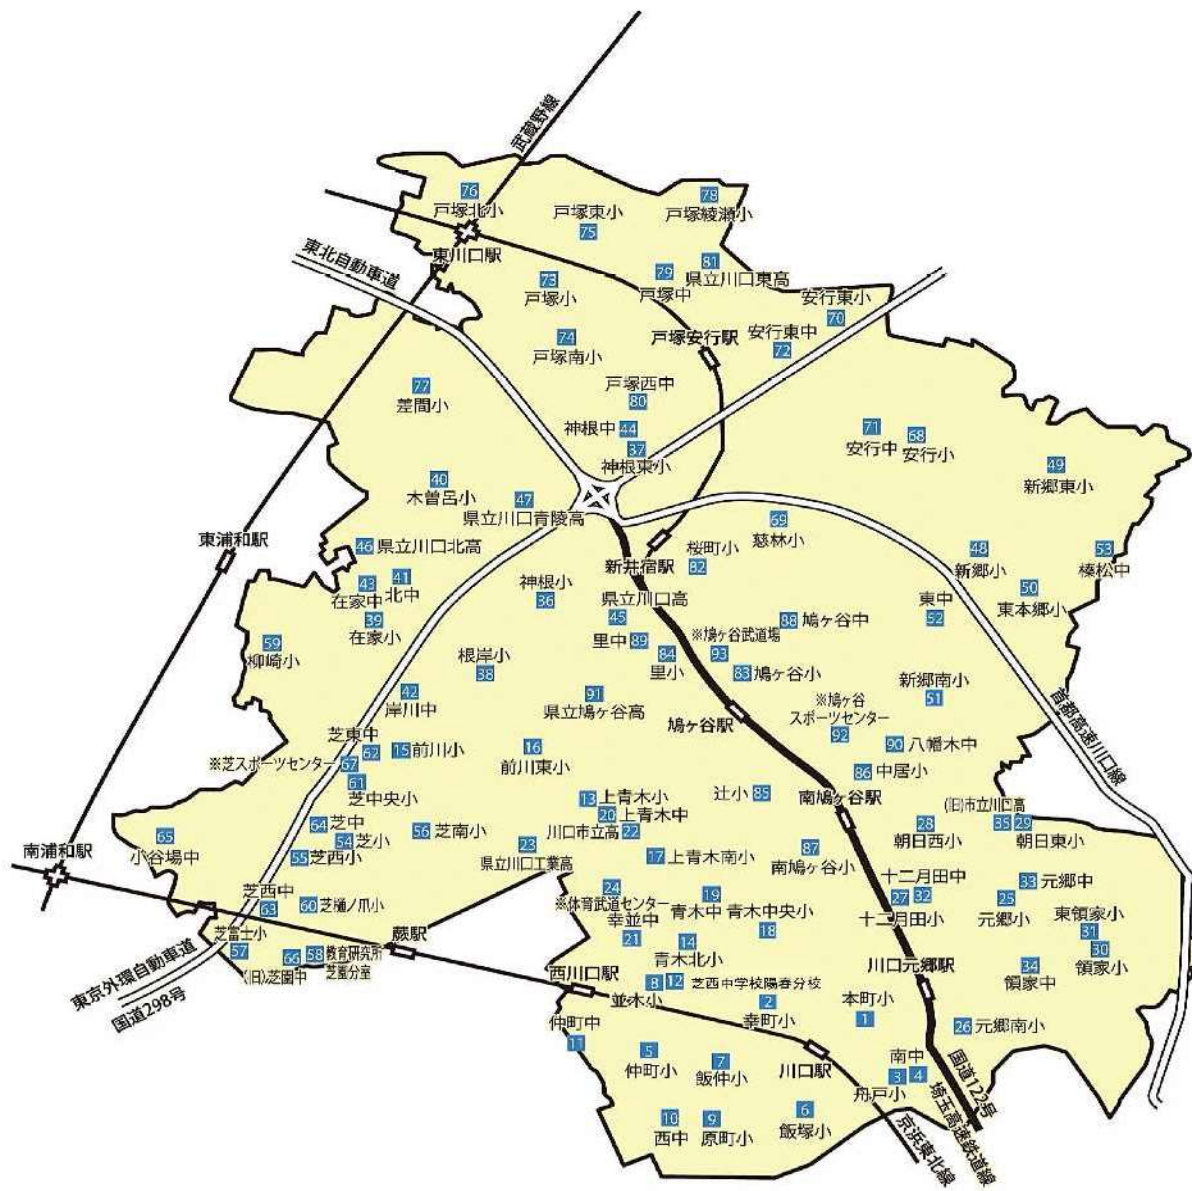 武蔵野線
76
戸塚北小
戸塚東小
75
78
戸塚綾瀬小
東川口駅
東北自動車道
73
戸塚小
79
戸塚中
81
県立川口東高
安行東小
70
74
戸塚南小
戸塚安行駅
安行東中
72
77
差間小
戸塚西中
80
神根中 44
37
神根東小
71
安行中
68
安行小
49
新郷東小
40
木曽呂小
47
県立川口青陵高
69
慈林小
東浦和駅
46 県立川口北高
新井宿駅
桜町小
82
48
新郷小
53
榛松中
50
東本郷小
43
在家中
41
北中
39
在家小
神根小
36
県立川口高
45
東中
52
88 鳩ヶ谷中
59
柳崎小
里中 89
84
里小
※鳩ヶ谷武道場
93
83 鳩ヶ谷小
根岸小
38
42
岸川中
91
県立鳩ヶ谷高
新郷南小
51
鳩ヶ谷駅
※鳩ヶ谷
スポーツセンター
92
90 八幡木中
首都高速川口線
芝東中
62
15 前川小
16
前川東小
※芝スポーツセンター 67
61
芝中央小
86 中居小
13 上青木小
辻小 85
南鳩ヶ谷駅
20 上青木中
川口市立高 22
(旧)市立川口高
35 29
朝日東小
28
朝日西小
64 芝中
54 芝小
56 芝南小
65
小谷場中
南浦和駅
55 芝西小
23
県立川口工業高
17 上青木南小
87
南鳩ヶ谷小
芝西中
63
60 芝樋ノ爪小
24
※体育武道センター
19
青木中
青木中央小
18
十二月田中
27 32
十二月田小
33 元郷中
25
元郷小
東領家小
31
30
領家小
芝富士小
57
66
(旧)芝園中
58 教育研究所
芝園分室
蕨駅
幸並中
21
14
青木北小
東京外環自動車道
国道298号
西川口駅
8 12
並木小
芝西中学校陽春分校
2
幸町小
本町小
1
川口元郷駅
34
領家中
仲町中
11
26 元郷南小
5
仲町小
7
飯仲小
川口駅
南中
3 4
舟戸小
国道122号
埼玉高速鉄道線
10
西中
9
原町小
6
飯塚小
京浜東北線